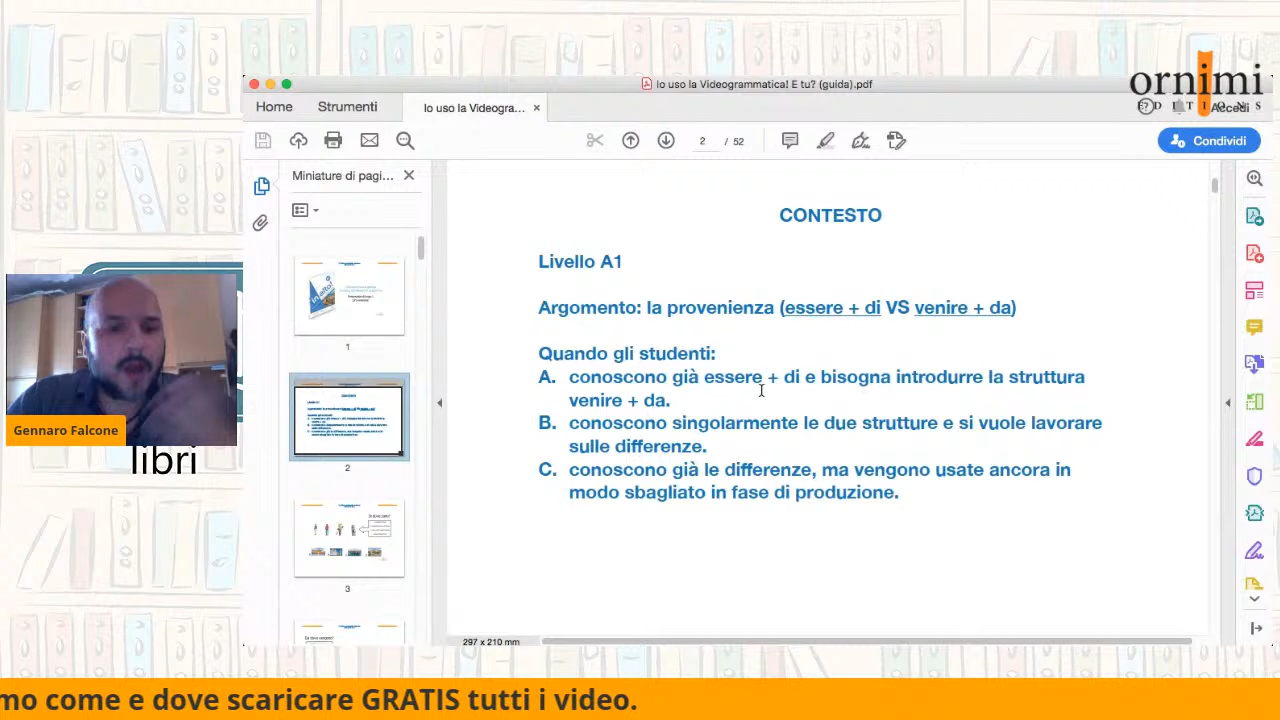 Io uso la Videogrammatica! E tu? (guida).pdf
ornimi
EDITIONS
Home
Strumenti
Io uso la Videogra...
Accedi
2 / 52
Condividi
Miniature di pagi...
CONTESTO
Livello A1
Argomento: la provenienza (essere + di VS venire + da)
Quando gli studenti:
A. conoscono già essere + di e bisogna introdurre la struttura
venire + da.
B. conoscono singolarmente le due strutture e si vuole lavorare
sulle differenze.
C. conoscono già le differenze, ma vengono usate ancora in
modo sbagliato in fase di produzione.
1
2
3
Gennaro Falcone
libri
297 x 210 mm
mo come e dove scaricare GRATIS tutti i video.